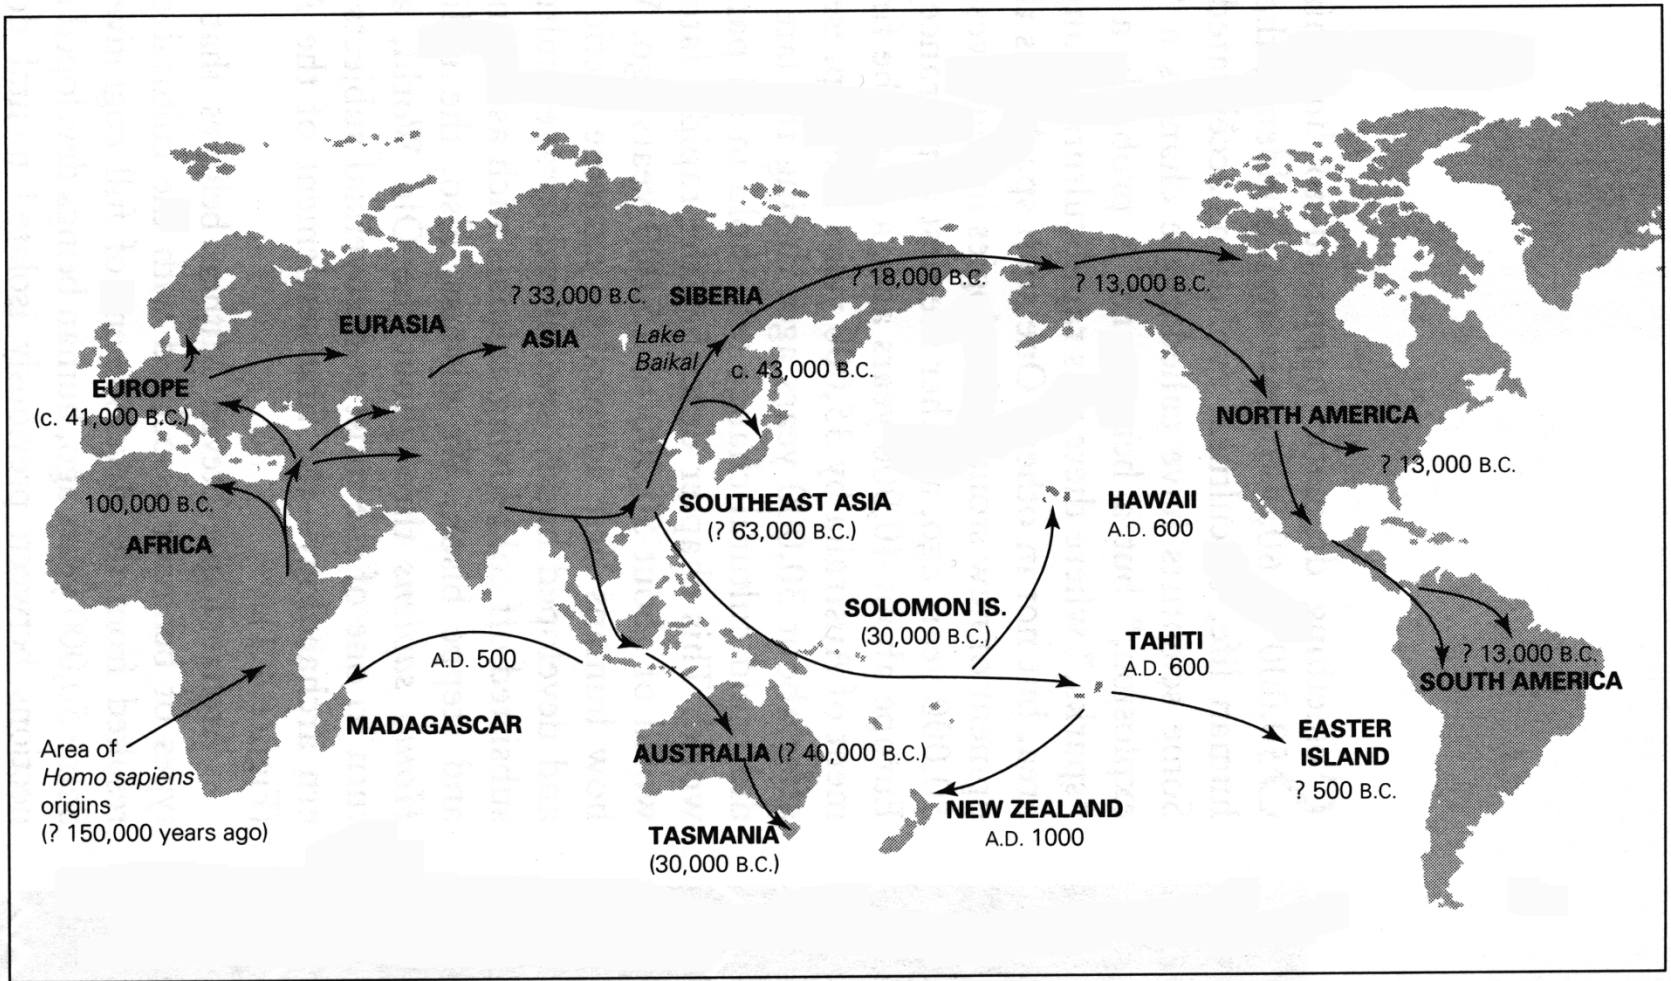 ? 33,000 B.C.
SIBERIA
? 18,000 B.C.
? 13,000 B.C.
EURASIA
ASIA
Lake
Baikal
c. 43,000 B.C.
EUROPE
(c. 41,000 B.C.)
NORTH AMERICA
? 13,000 B.C.
100,000 B.C.
AFRICA
SOUTHEAST ASIA
(? 63,000 B.C.)
HAWAII
A.D. 600
SOLOMON IS.
(30,000 B.C.)
TAHITI
A.D. 600
A.D. 500
? 13,000 B.C.
SOUTH AMERICA
MADAGASCAR
Area of
Homo sapiens
origins
(? 150,000 years ago)
AUSTRALIA (? 40,000 B.C.)
EASTER
ISLAND
? 500 B.C.
NEW ZEALAND
A.D. 1000
TASMANIA
(30,000 B.C.)